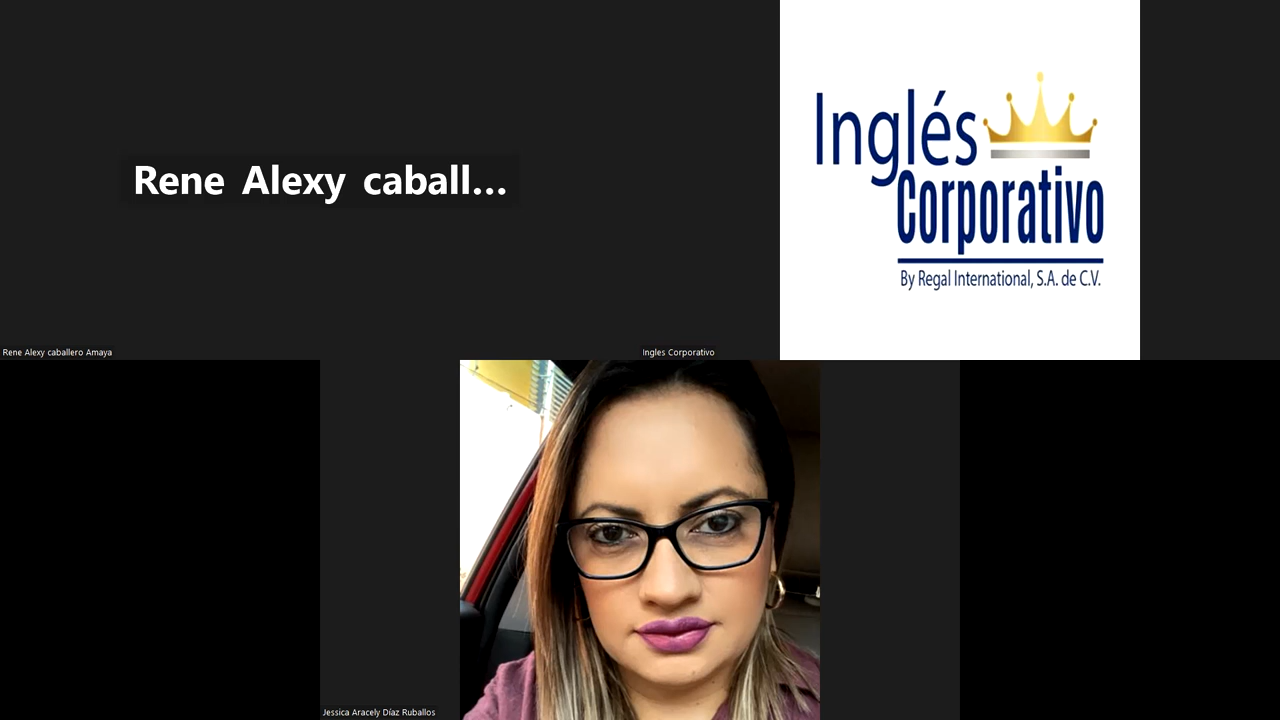 Rene Alexy caball...
Inglés
Corporativo
By Regal International, S.A. de C.V.
Rene Alexy caballero Amaya
Ingles Corporativo
Jessica Aracely Díaz Ruballos